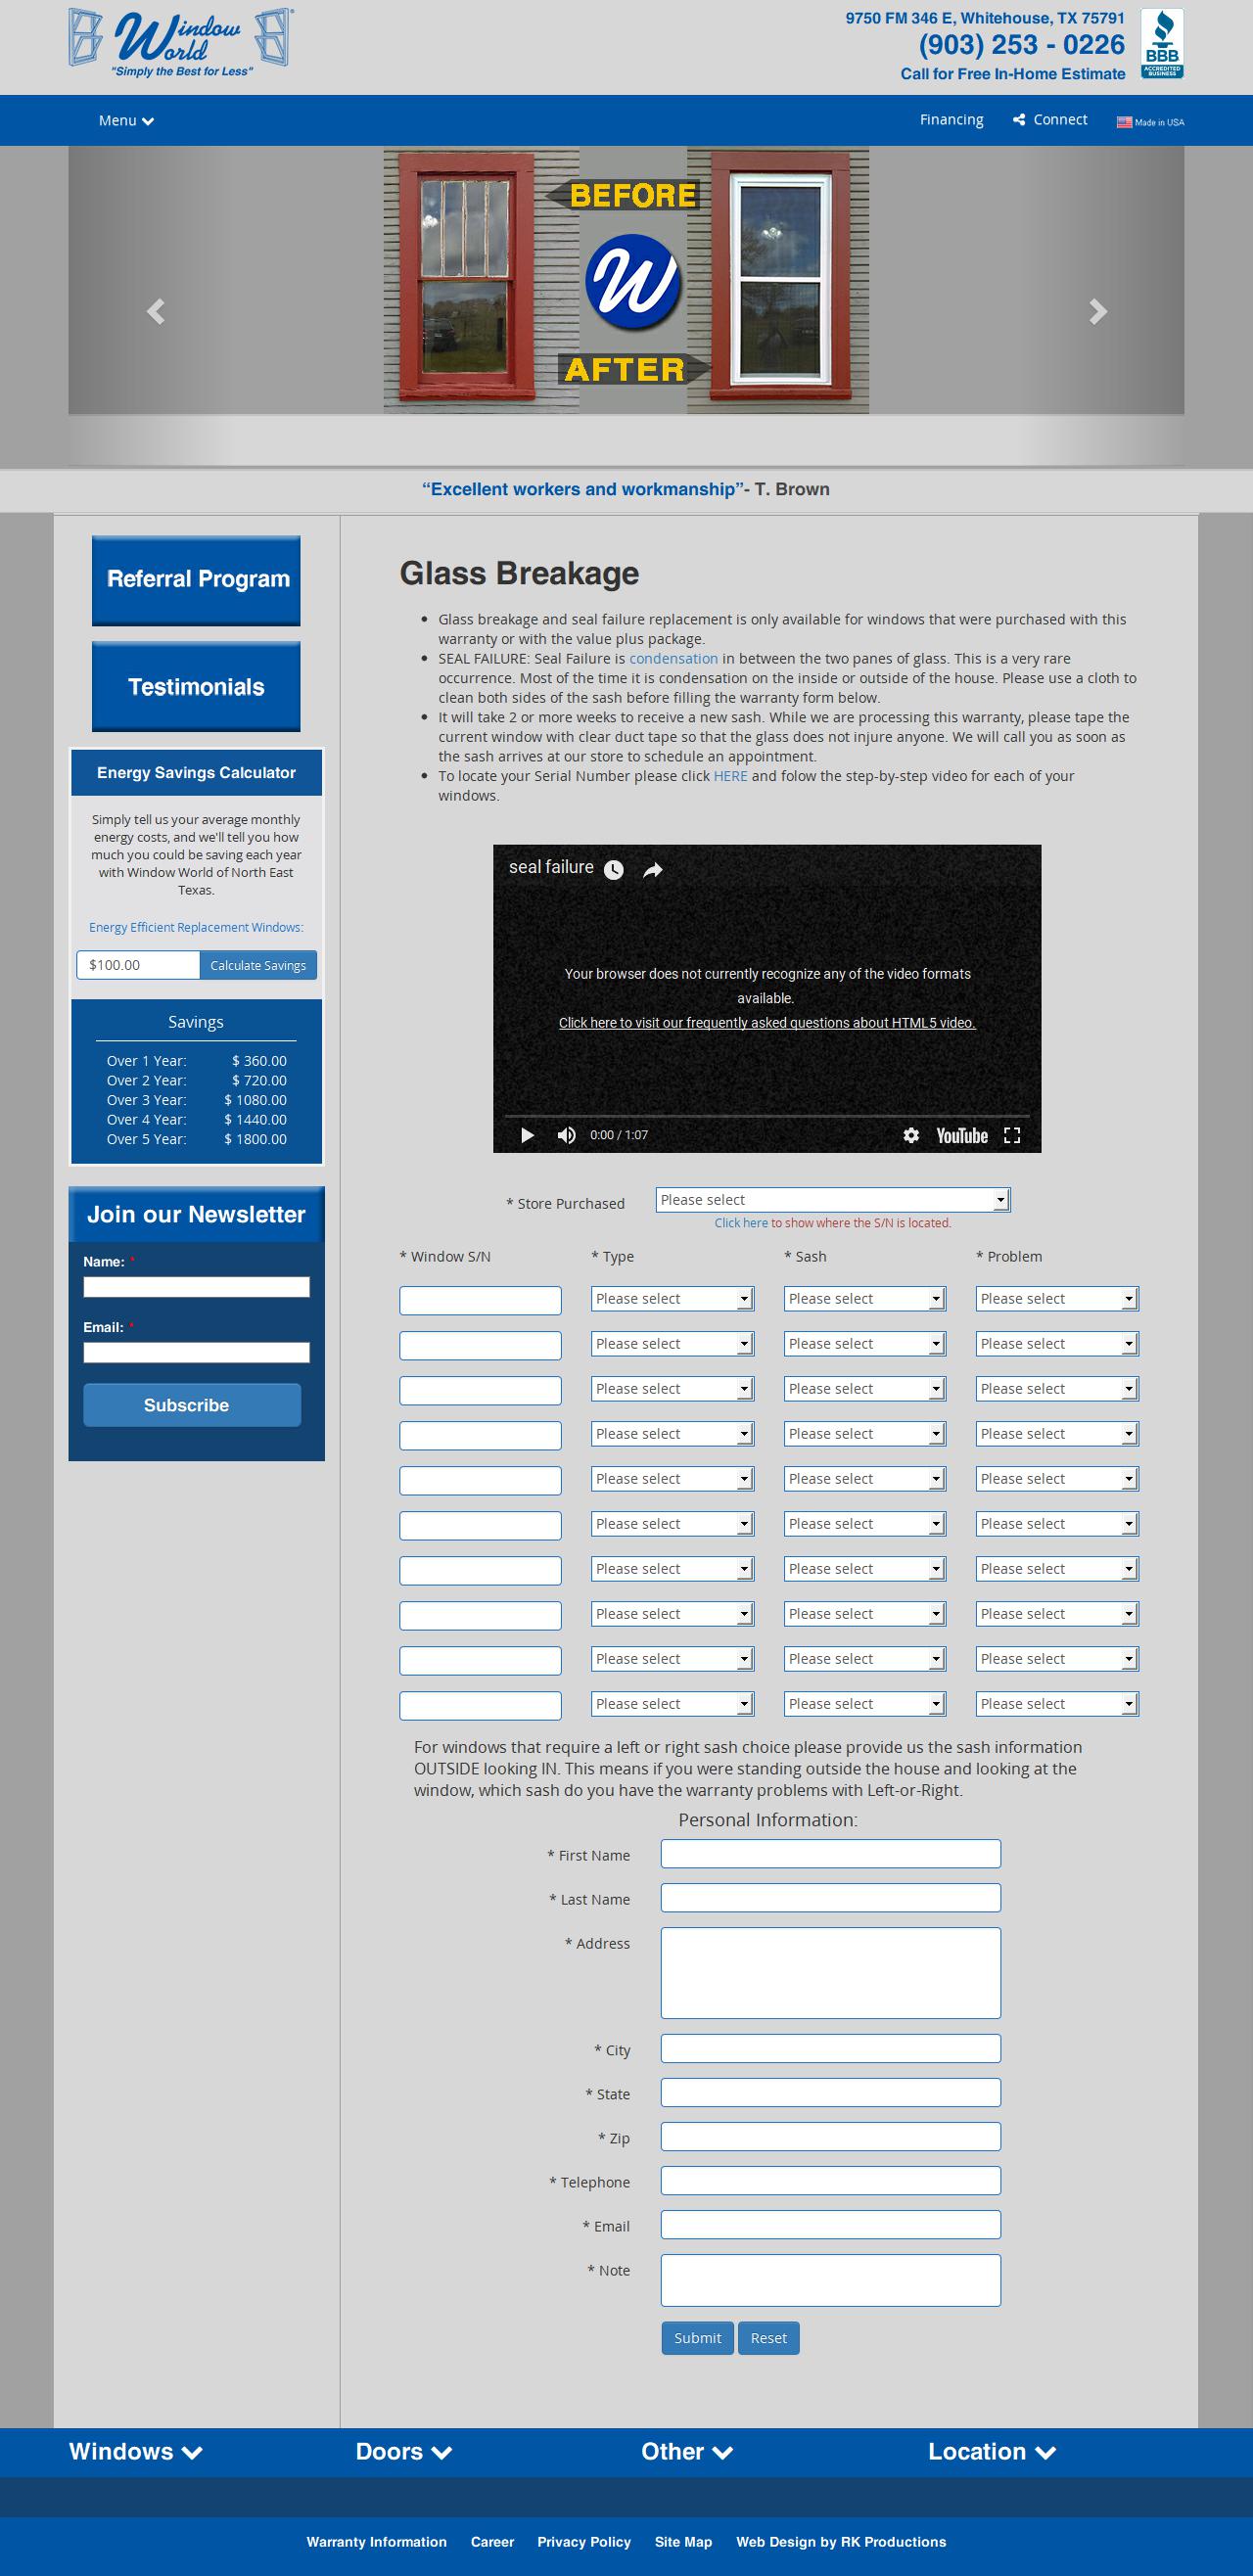 Window World
"Simply the Best for Less"
9750 FM 346 E, Whitehouse, TX 75791
(903) 253 - 0226
Call for Free In-Home Estimate
BBB
ACCREDITED BUSINESS
Menu
Financing
Connect
Made in USA
BEFORE
W
AFTER
“Excellent workers and workmanship”- T. Brown
Referral Program
Testimonials
Energy Savings Calculator
Simply tell us your average monthly
energy costs, and we'll tell you how
much you could be saving each year
with Window World of North East
Texas.
Energy Efficient Replacement Windows:
$100.00 Calculate Savings
Savings
Over 1 Year: $ 360.00
Over 2 Year: $ 720.00
Over 3 Year: $ 1080.00
Over 4 Year: $ 1440.00
Over 5 Year: $ 1800.00
Join our Newsletter
Name: *
Email: *
Subscribe
Glass Breakage
Glass breakage and seal failure replacement is only available for windows that were purchased with this
warranty or with the value plus package.
SEAL FAILURE: Seal Failure is condensation in between the two panes of glass. This is a very rare
occurrence. Most of the time it is condensation on the inside or outside of the house. Please use a cloth to
clean both sides of the sash before filling the warranty form below.
It will take 2 or more weeks to receive a new sash. While we are processing this warranty, please tape the
current window with clear duct tape so that the glass does not injure anyone. We will call you as soon as
the sash arrives at our store to schedule an appointment.
To locate your Serial Number please click HERE and folow the step-by-step video for each of your
windows.
seal failure
Your browser does not currently recognize any of the video formats
available.
Click here to visit our frequently asked questions about HTML5 video.
0:00 / 1:07
YouTube
* Store Purchased Please select
Click here to show where the S/N is located.
* Window S/N * Type * Sash * Problem
Please select Please select Please select
Please select Please select Please select
Please select Please select Please select
Please select Please select Please select
Please select Please select Please select
Please select Please select Please select
Please select Please select Please select
Please select Please select Please select
Please select Please select Please select
Please select Please select Please select
For windows that require a left or right sash choice please provide us the sash information
OUTSIDE looking IN. This means if you were standing outside the house and looking at the
window, which sash do you have the warranty problems with Left-or-Right.
Personal Information:
* First Name
* Last Name
* Address
* City
* State
* Zip
* Telephone
* Email
* Note
Submit Reset
Windows Doors Other Location
Warranty Information Career Privacy Policy Site Map Web Design by RK Productions